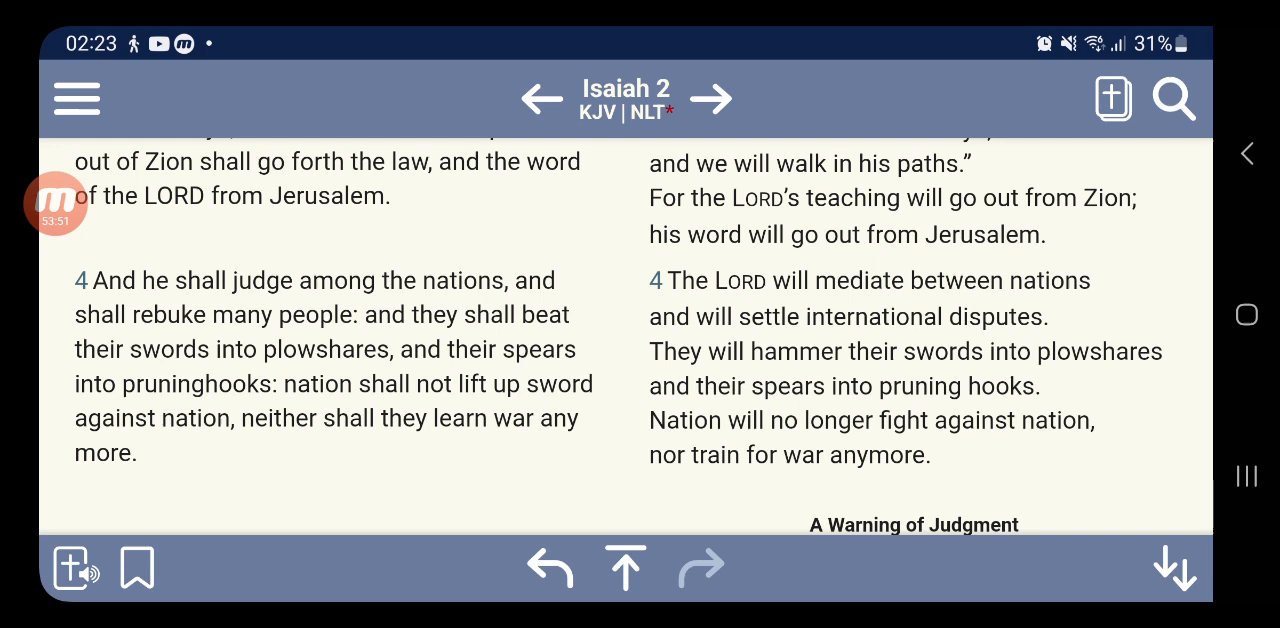 02:23
31%
Isaiah 2
KJV | NLT*
out of Zion shall go forth the law, and the word
of the LORD from Jerusalem.
4 And he shall judge among the nations, and
shall rebuke many people: and they shall beat
their swords into plowshares, and their spears
into pruninghooks: nation shall not lift up sword
against nation, neither shall they learn war any
more.
and we will walk in his paths.”
For the LORD’s teaching will go out from Zion;
his word will go out from Jerusalem.
4 The LORD will mediate between nations
and will settle international disputes.
They will hammer their swords into plowshares
and their spears into pruning hooks.
Nation will no longer fight against nation,
nor train for war anymore.
A Warning of Judgment
m
53:51